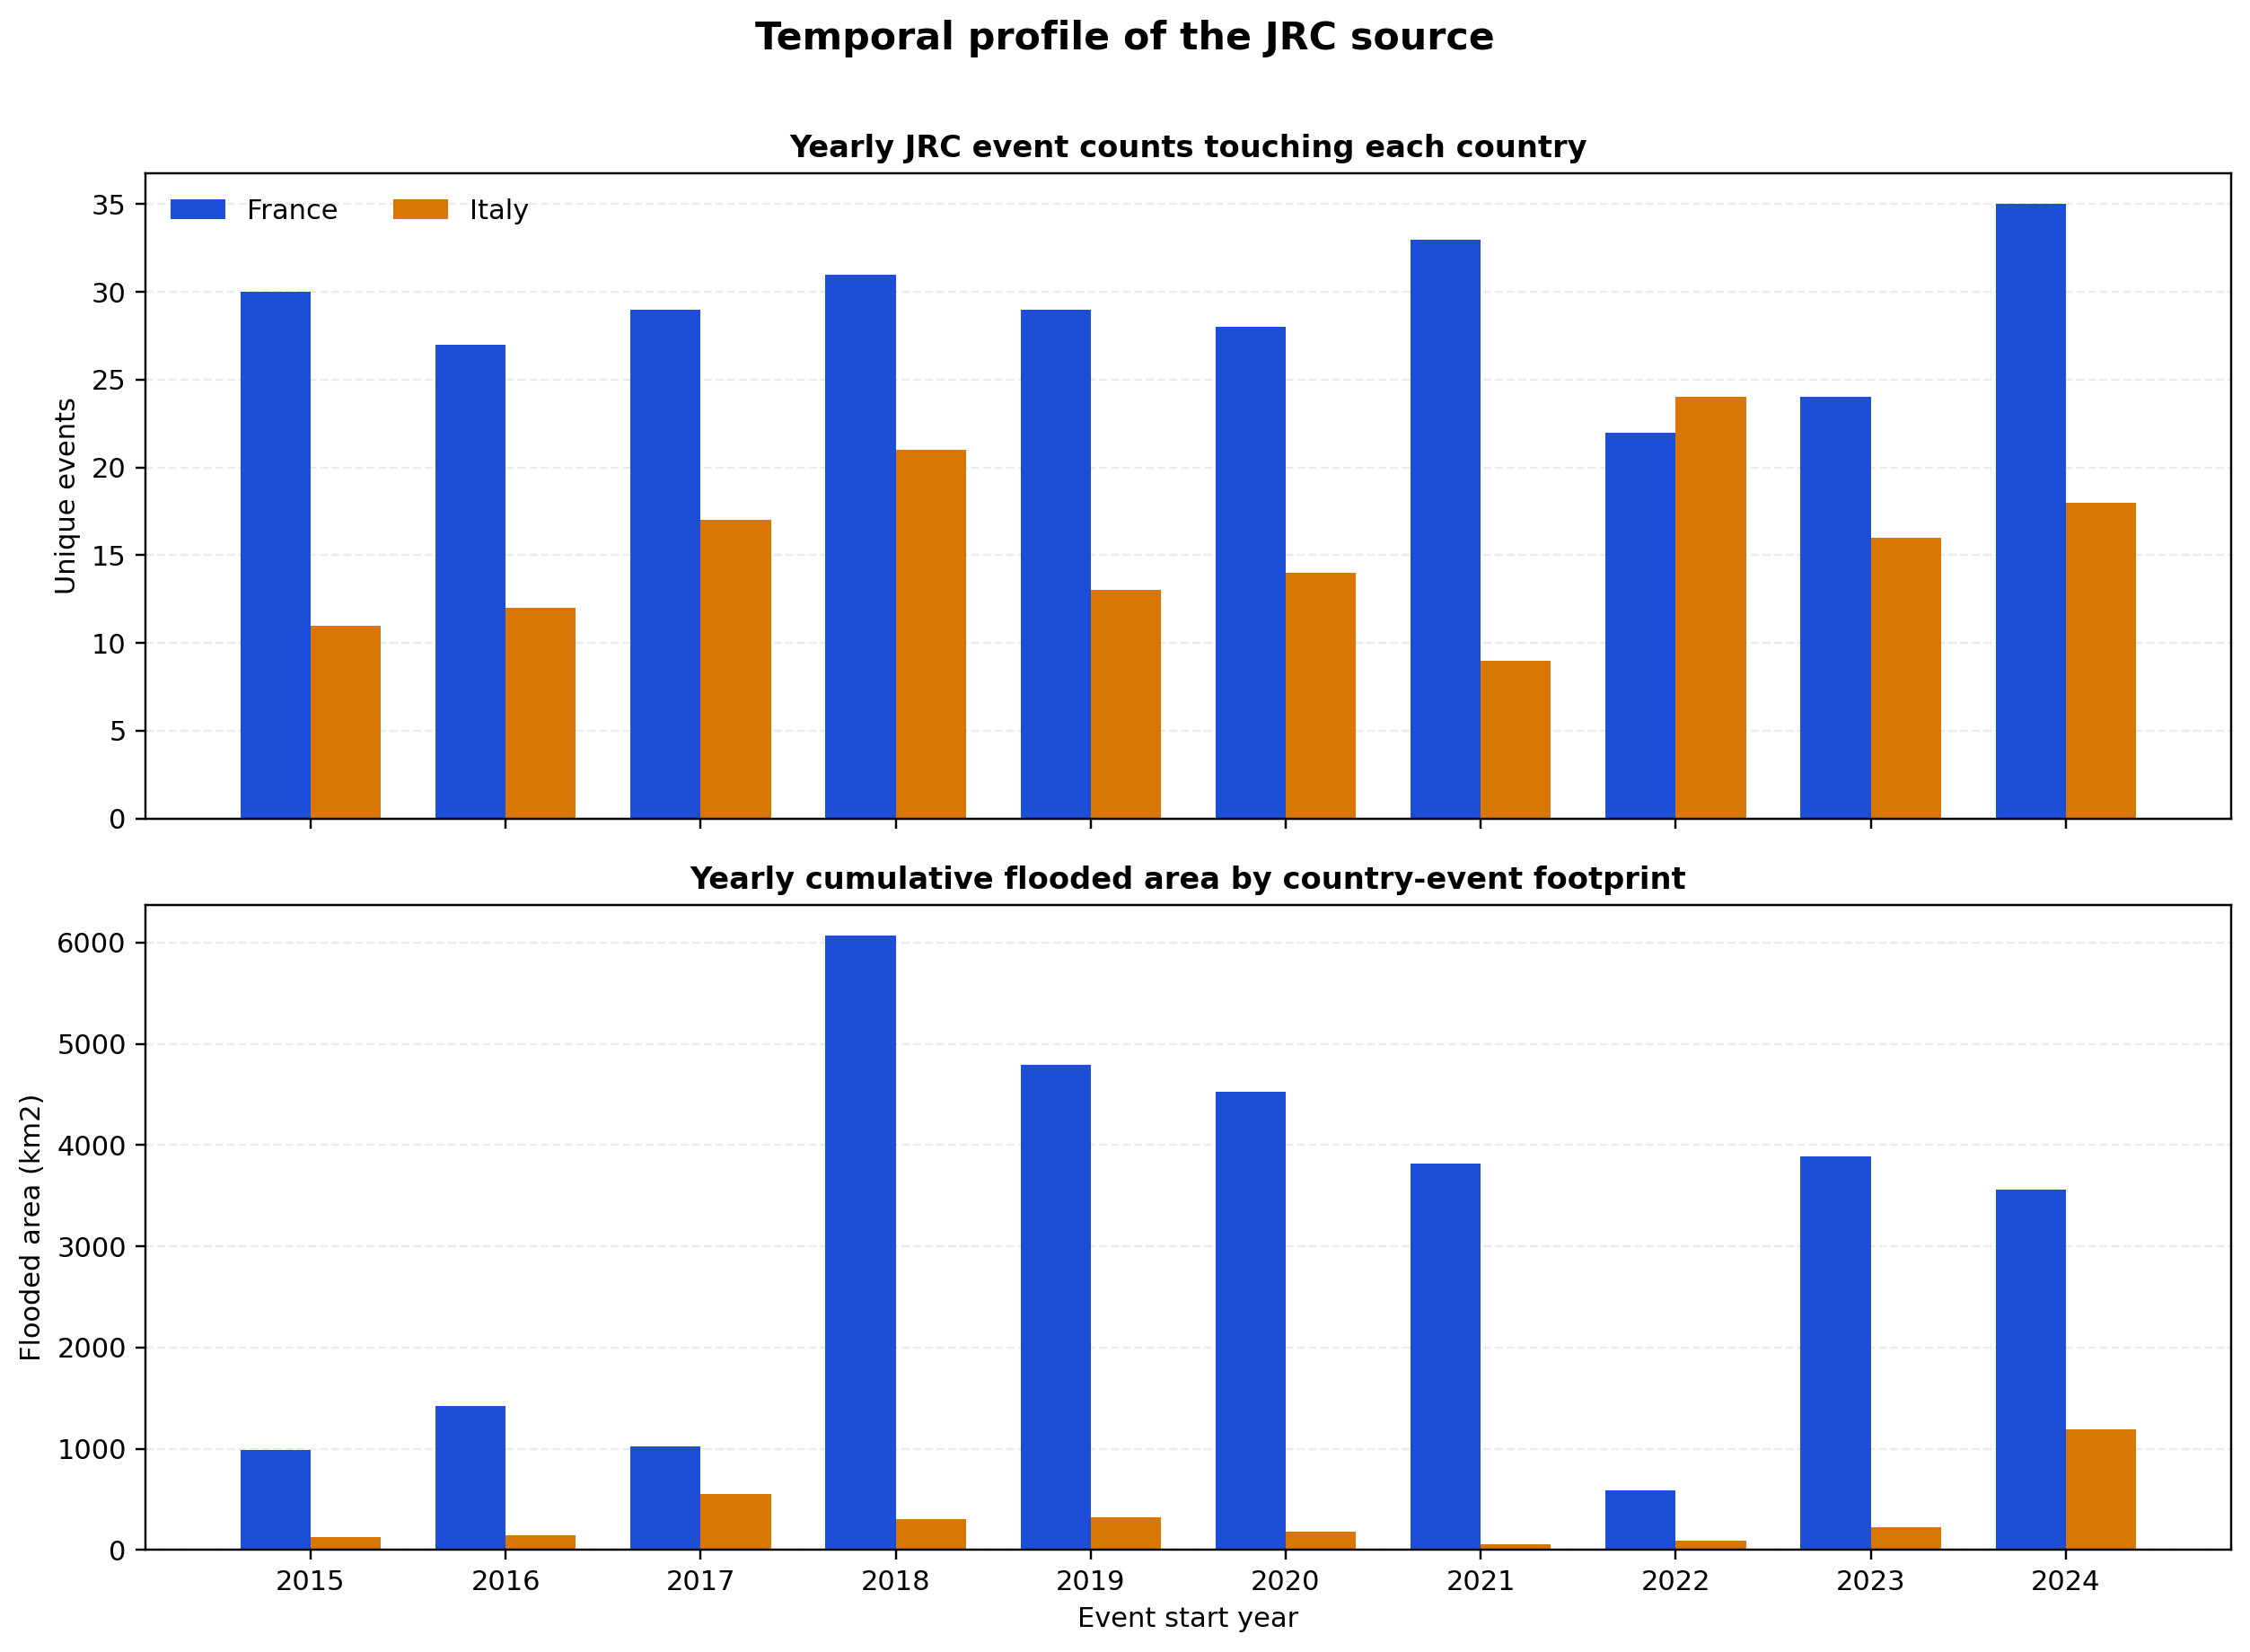 Temporal profile of the JRC source
Yearly JRC event counts touching each country
France
Italy
Unique events
35
30
25
20
15
10
5
0
Yearly cumulative flooded area by country-event footprint
Flooded area (km2)
6000
5000
4000
3000
2000
1000
0
2015 2016 2017 2018 2019 2020 2021 2022 2023 2024
Event start year